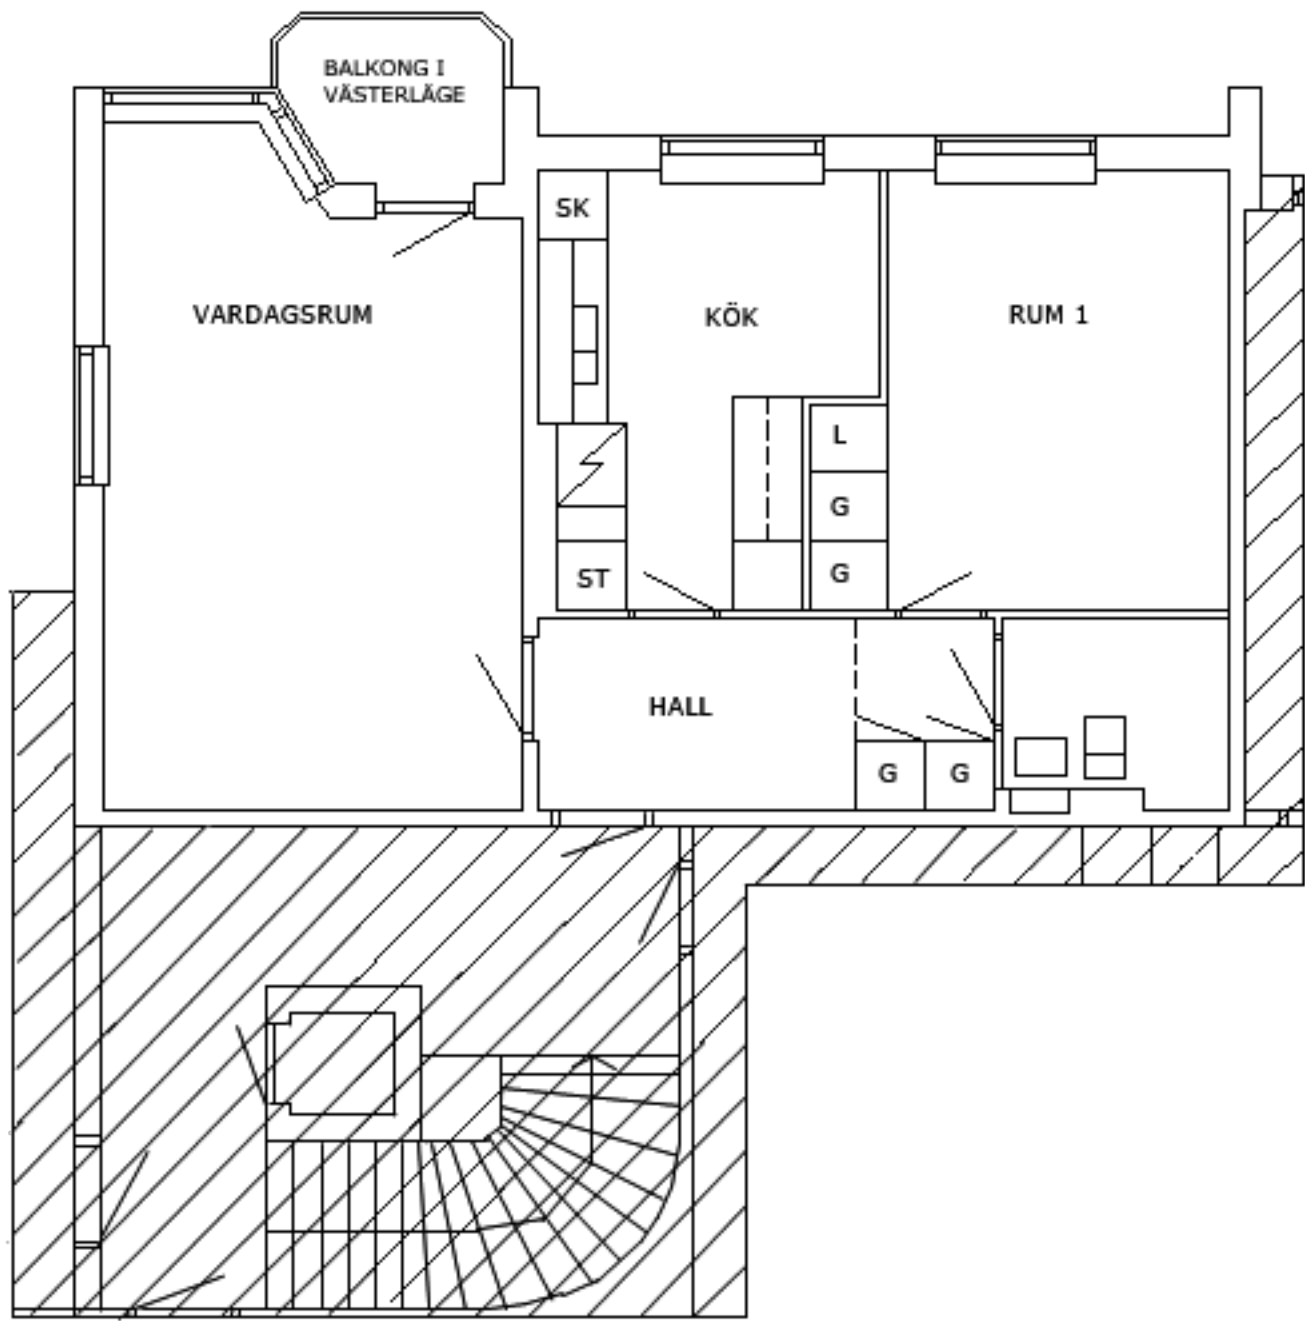 BALKONG I
VÄSTERLÄGE
SK
VARDAGSRUM
KÖK
RUM 1
L
G
ST
G
HALL
G
G